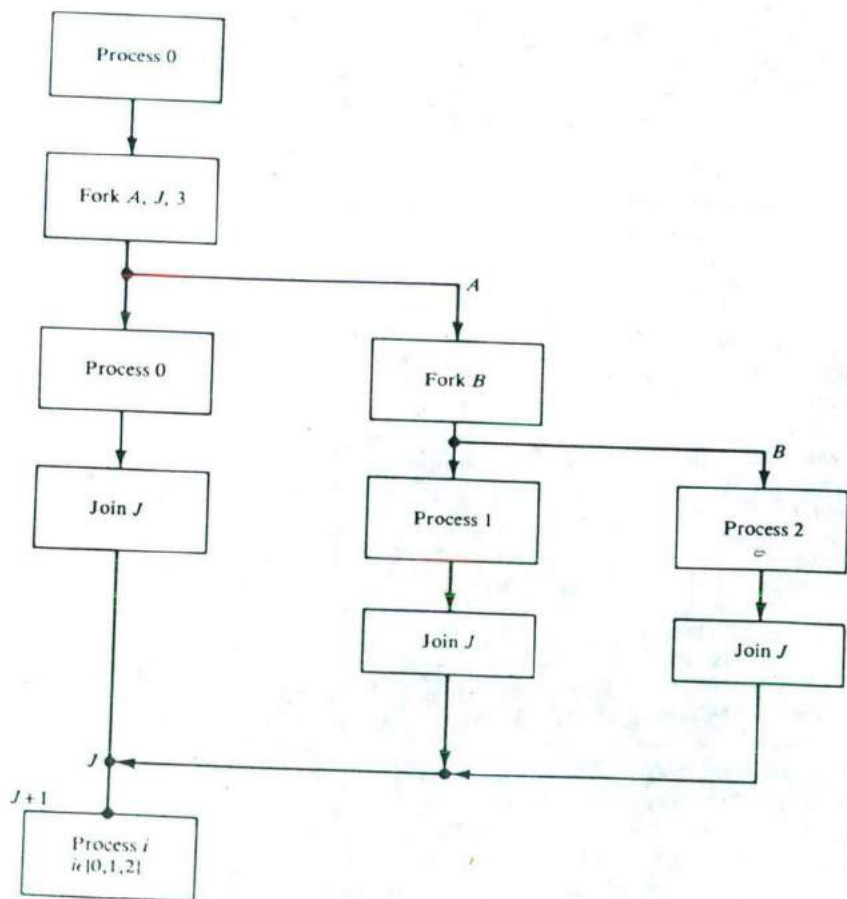 Process 0
Fork A, J, 3
A
Process 0
Fork B
B
Join J
Process 1
Process 2
Join J
Join J
J
J+1
Process i
iϵ{0,1,2}